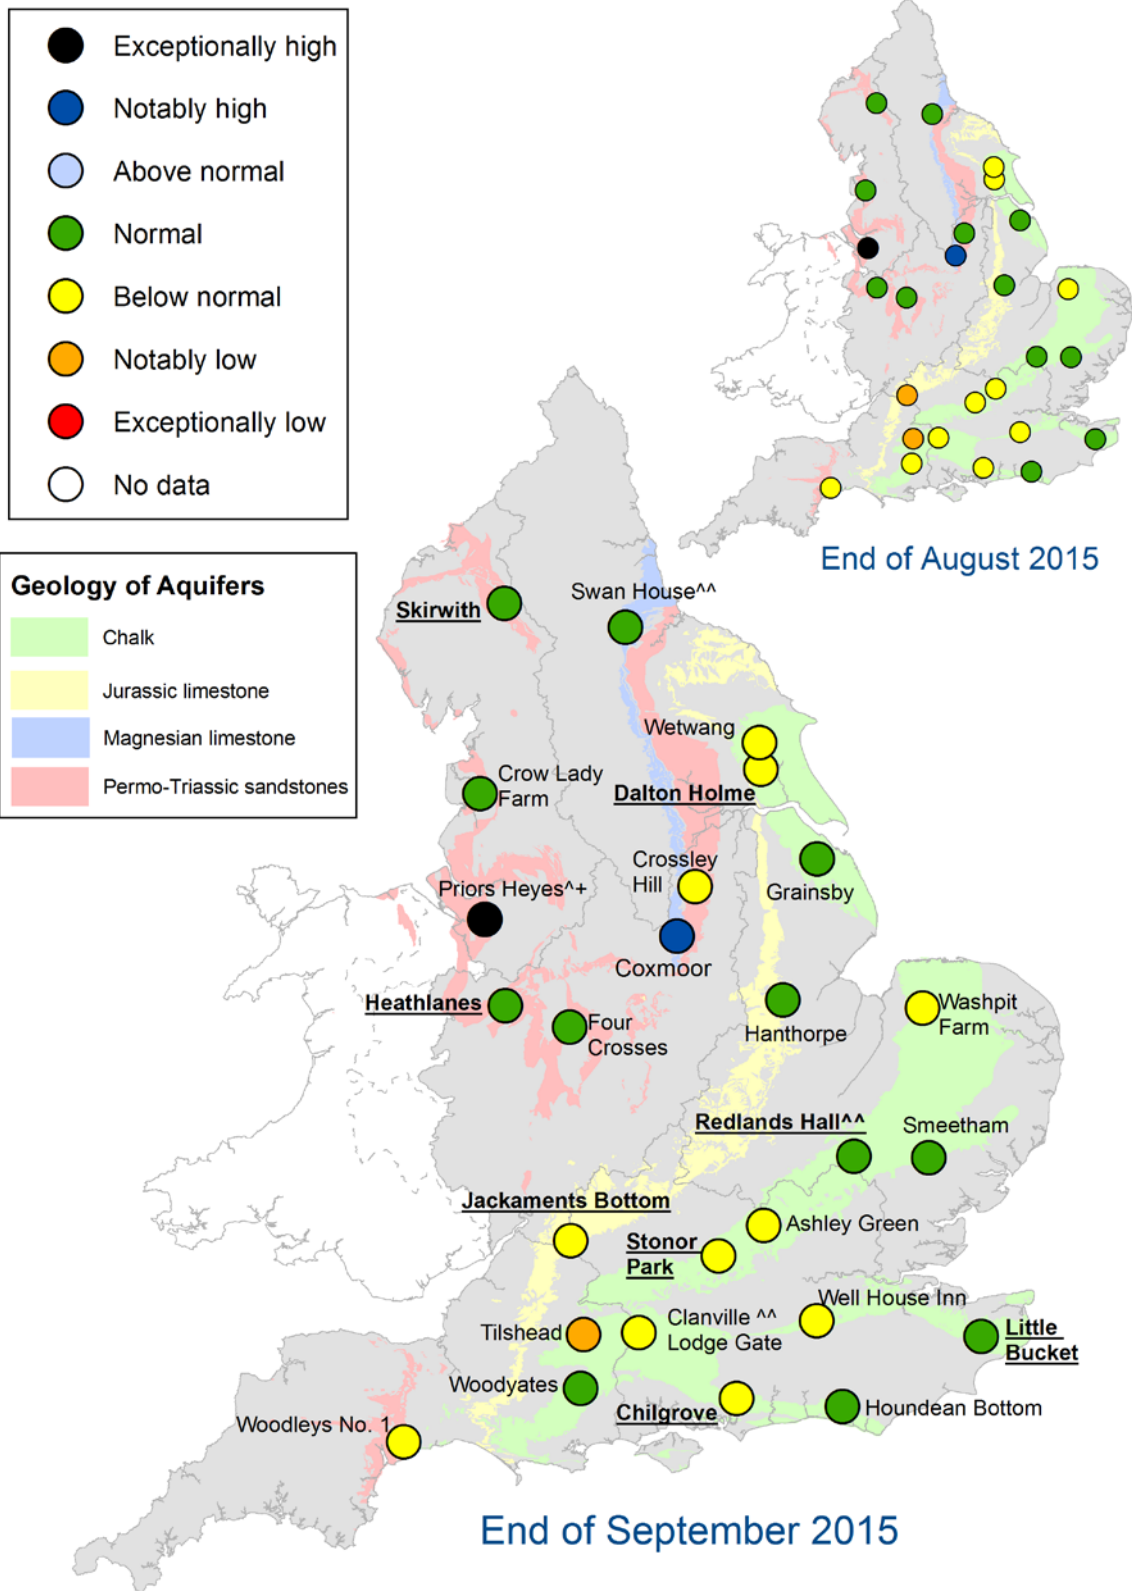 Exceptionally high
Notably high
Above normal
Normal
Below normal
Notably low
Exceptionally low
No data
End of August 2015
Geology of Aquifers
Chalk
Jurassic limestone
Magnesian limestone
Permo-Triassic sandstones
Swan House^^
Skirwith
Wetwang
Crow Lady
Farm
Dalton Holme
Crossley
Hill
Grainsby
Priors Heyes^+
Coxmoor
Heathlanes
Four
Crosses
Hanthorpe
Washpit
Farm
Redlands Hall^^
Smeetham
Jackaments Bottom
Ashley Green
Stonor
Park
Well House Inn
Clanville ^^
Lodge Gate
Tilshead
Little
Bucket
Woodyates
Chilgrove
Houndean Bottom
Woodleys No. 1
End of September 2015